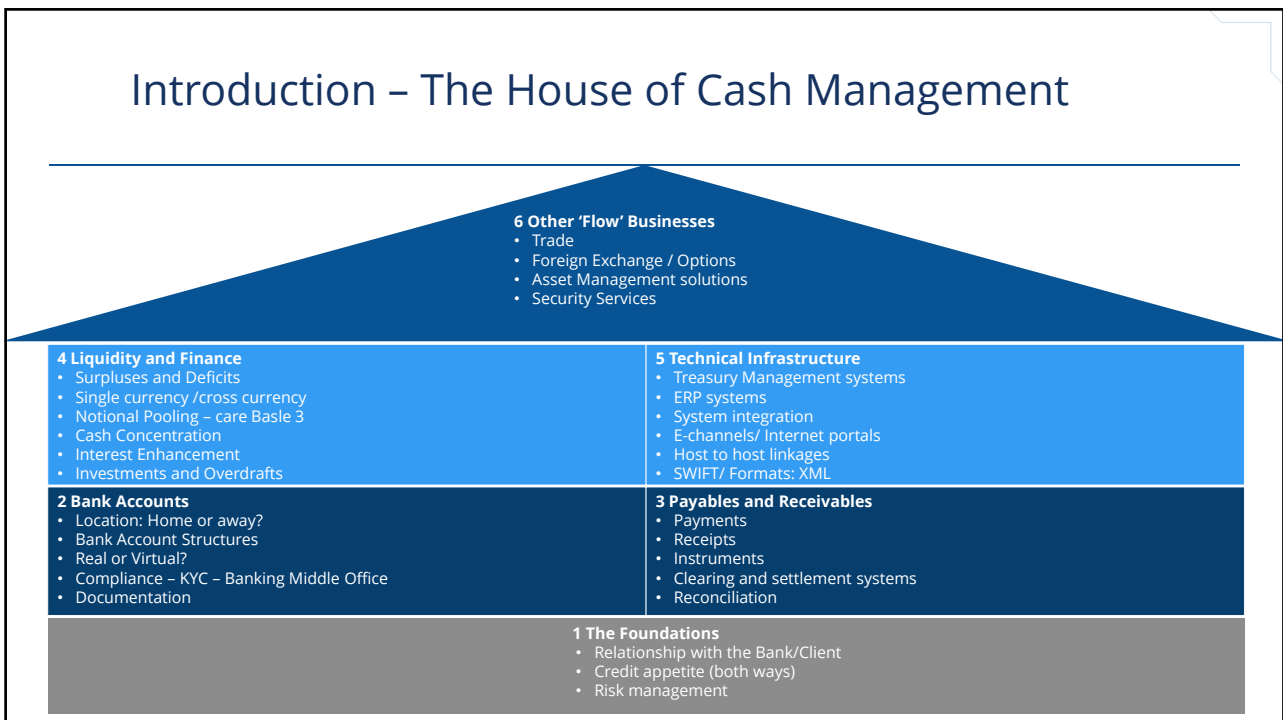 Introduction – The House of Cash Management
6 Other ‘Flow’ Businesses
• Trade
• Foreign Exchange / Options
• Asset Management solutions
• Security Services
4 Liquidity and Finance
• Surpluses and Deficits
• Single currency /cross currency
• Notional Pooling – care Basle 3
• Cash Concentration
• Interest Enhancement
• Investments and Overdrafts
5 Technical Infrastructure
• Treasury Management systems
• ERP systems
• System integration
• E-channels/ Internet portals
• Host to host linkages
• SWIFT/ Formats: XML
2 Bank Accounts
• Location: Home or away?
• Bank Account Structures
• Real or Virtual?
• Compliance – KYC – Banking Middle Office
• Documentation
3 Payables and Receivables
• Payments
• Receipts
• Instruments
• Clearing and settlement systems
• Reconciliation
1 The Foundations
• Relationship with the Bank/Client
• Credit appetite (both ways)
• Risk management